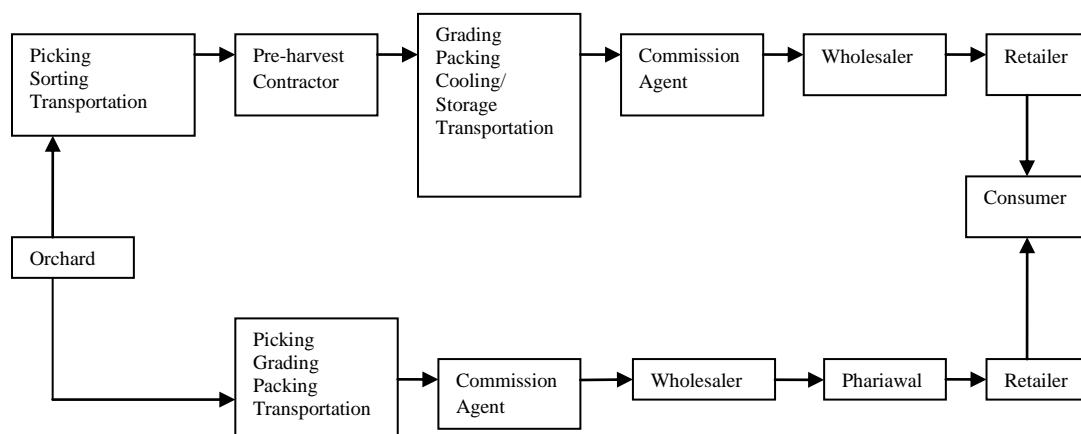 Picking
Sorting
Transportation
Pre-harvest
Contractor
Grading
Packing
Cooling/
Storage
Transportation
Commission
Agent
Wholesaler
Retailer
Consumer
Orchard
Picking
Grading
Packing
Transportation
Commission
Agent
Wholesaler
Phariawal
Retailer